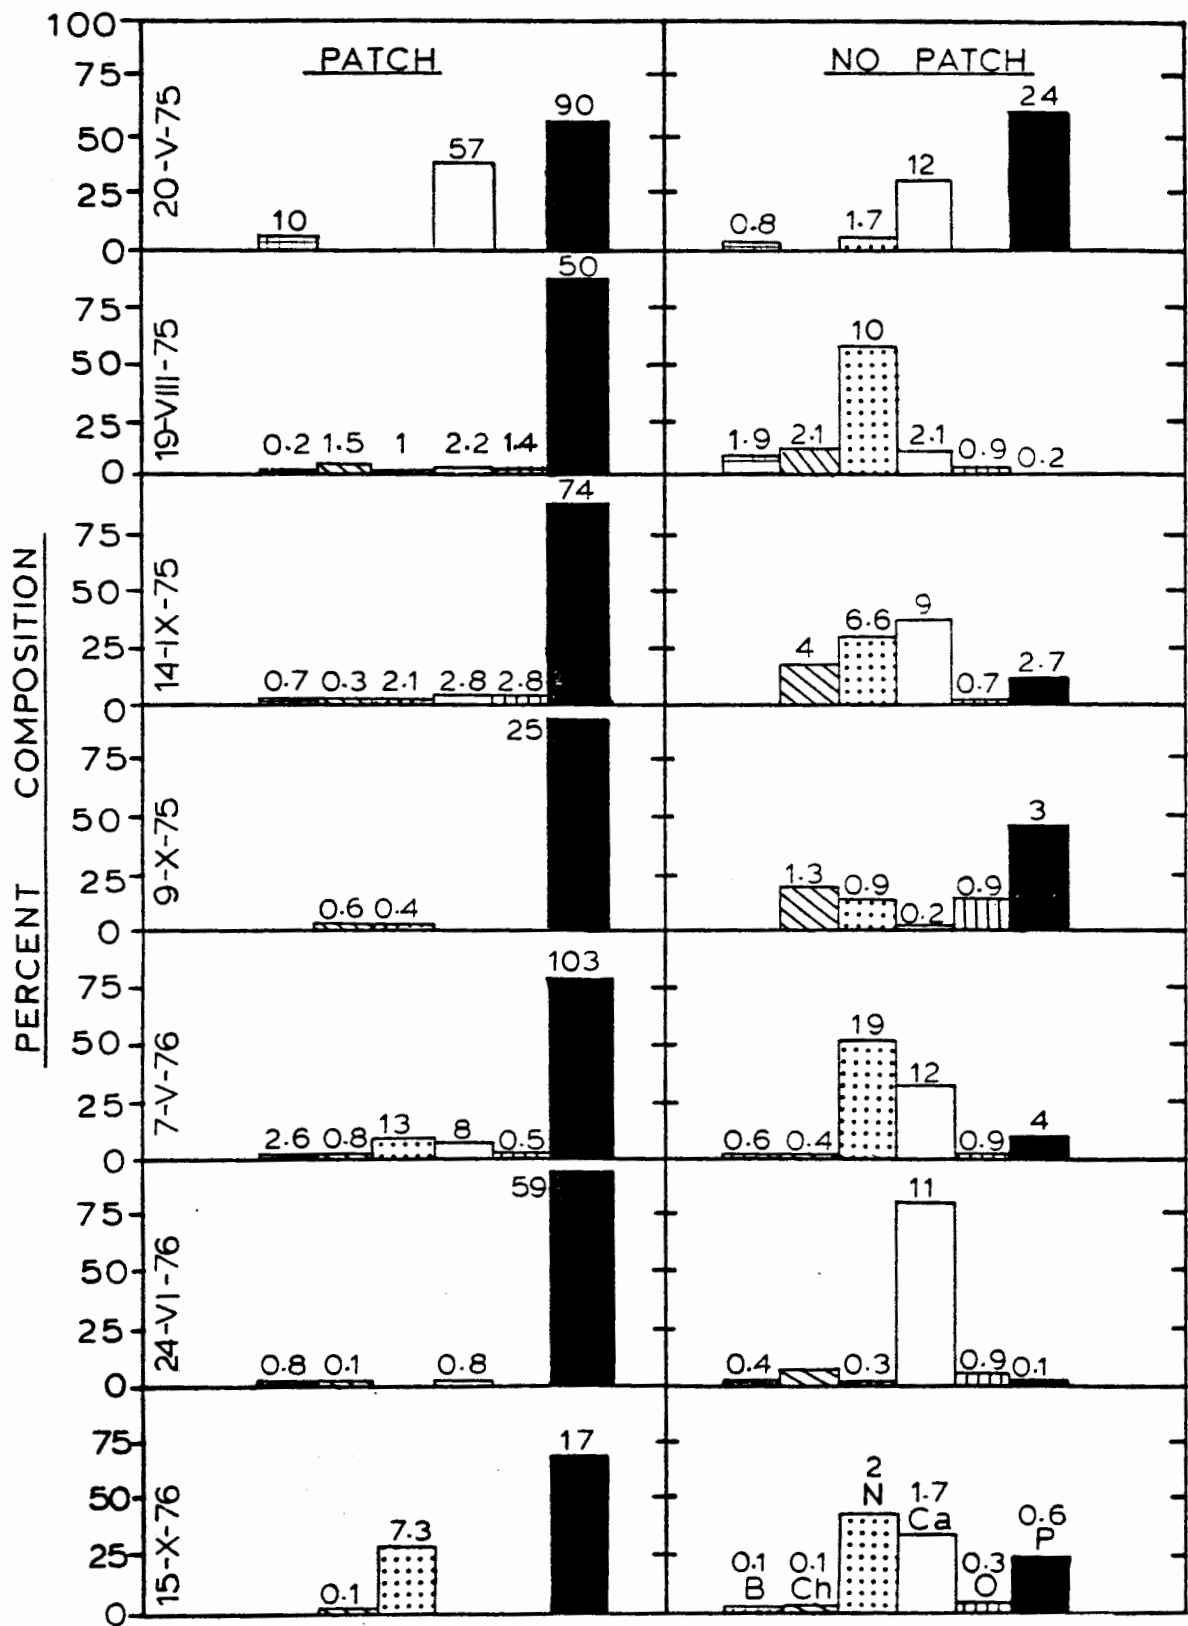 PERCENT COMPOSITION
PATCH
NO PATCH
100
75
50
25
0
20-V-75
10
57
90
0.8
1.7
12
24
75
50
25
0
19-VIII-75
0.2 1.5 1 2.2 1.4 50
1.9 2.1 10 2.1 0.9 0.2
75
50
25
0
14-IX-75
0.7 0.3 2.1 2.8 2.8 74
4 6.6 9 0.7 2.7
75
50
25
0
9-X-75
0.6 0.4 25
1.3 0.9 0.2 0.9 3
75
50
25
0
7-V-76
2.6 0.8 13 8 0.5 103
0.6 0.4 19 12 0.9 4
75
50
25
0
24-VI-76
0.8 0.1 0.8 59
0.4 0.3 11 0.9 0.1
75
50
25
0
15-X-76
0.1 7.3 17
0.1 0.1 2 1.7 0.3 0.6
B Ch N Ca O P